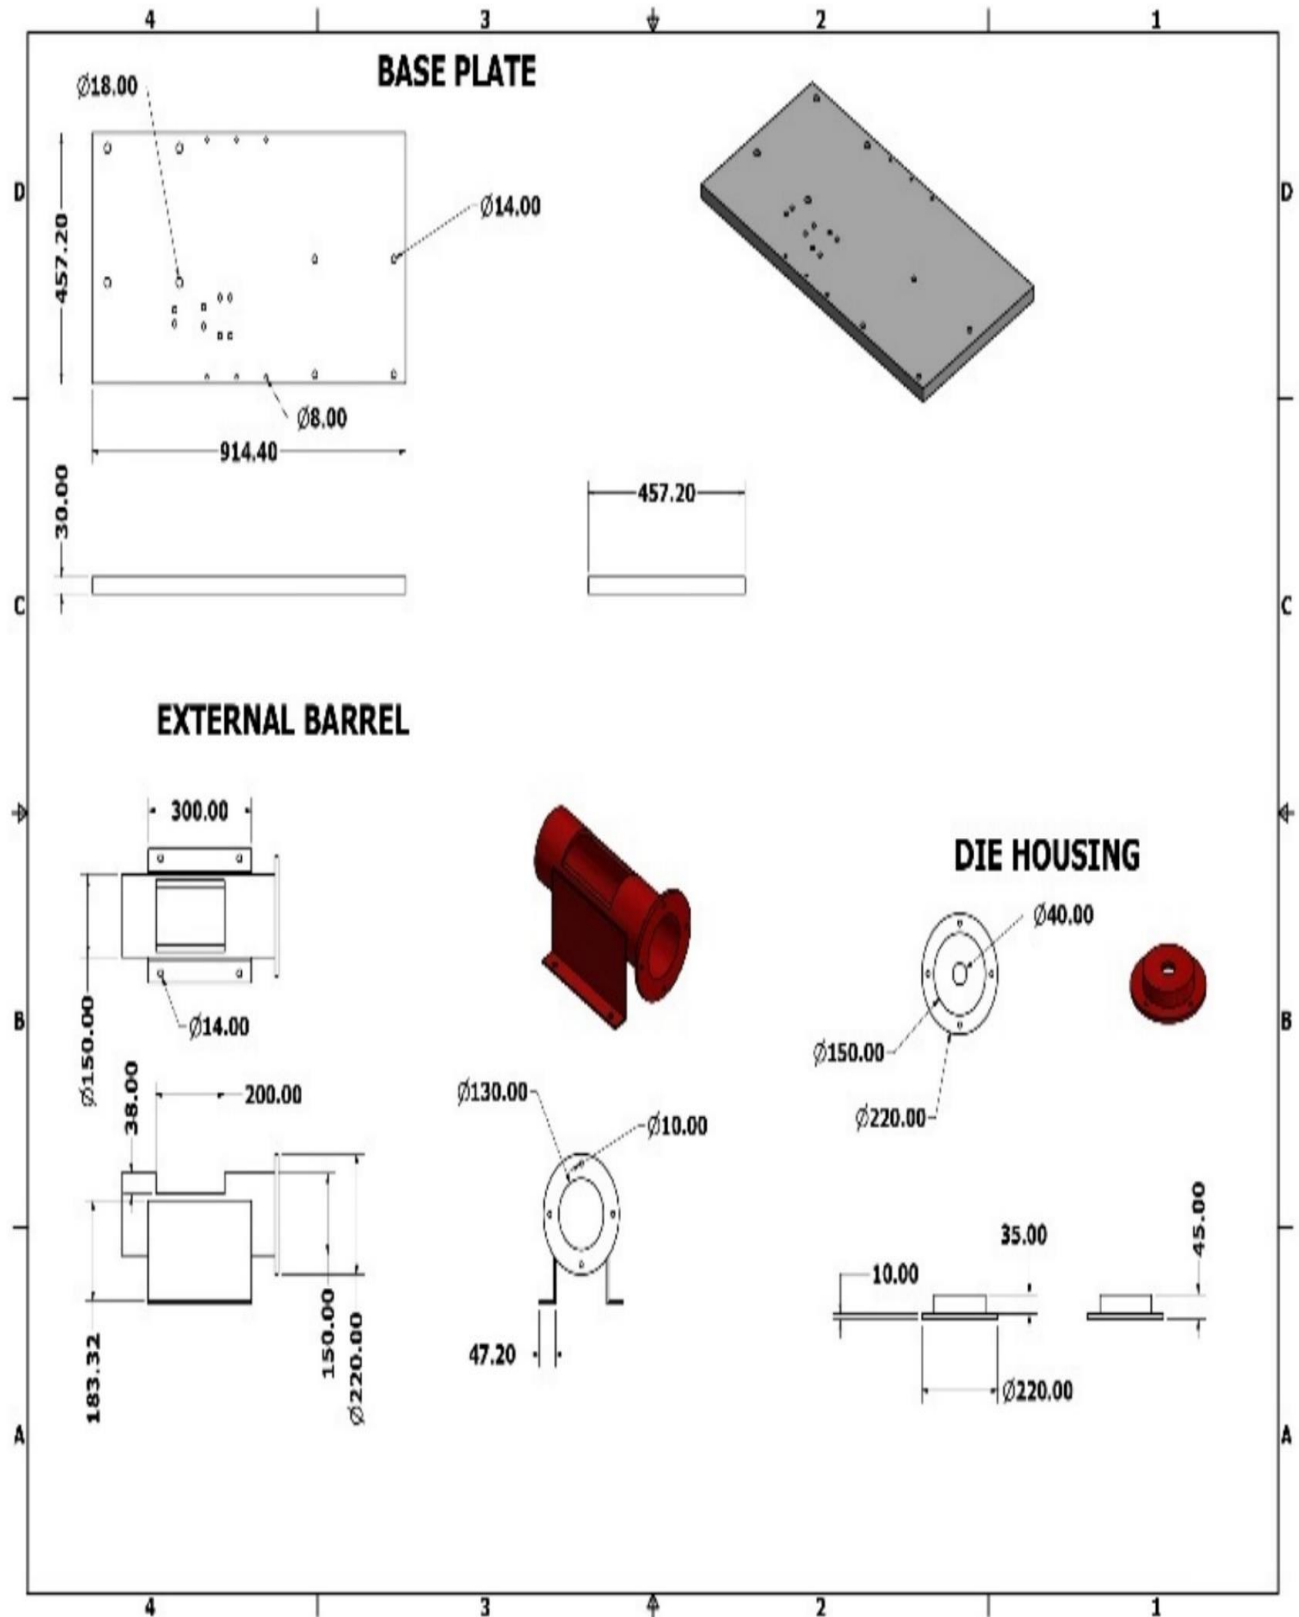 4 3 2 1
BASE PLATE
Ø18.00
D D
Ø14.00
457.20
Ø8.00
914.40
30.00
457.20
C C
EXTERNAL BARREL
300.00
DIE HOUSING
Ø40.00
Ø150.00
Ø14.00
B B
Ø150.00
38.00
200.00
Ø130.00
Ø10.00
Ø220.00
35.00
45.00
10.00
183.32
150.00
Ø220.00
47.20
Ø220.00
A A
4 3 2 1